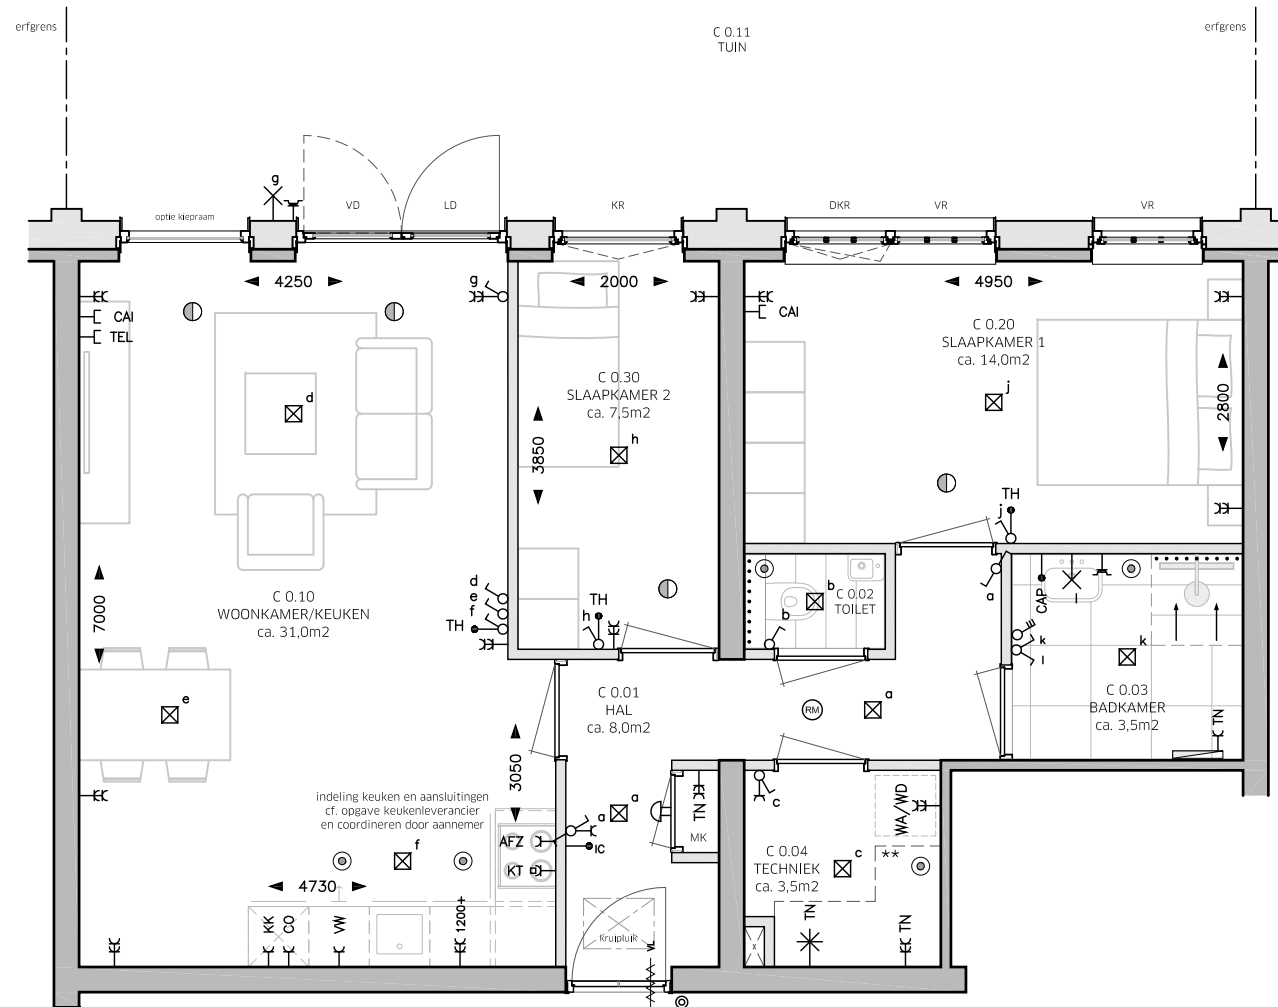 erfgrens
C 0.11
TUIN
erfgrens
g
optie kiepraam
VD
LD
KR
DKR
VR
VR
4250
g
2000
4950
CAI
TEL
CAI
C 0.20
SLAAPKAMER 1
ca. 14,0m2
j
2800
d
C 0.30
SLAAPKAMER 2
ca. 7,5m2
h
3850
TH
j
7000
C 0.10
WOONKAMER/KEUKEN
ca. 31,0m2
d
e
f
TH
TH
h
b
C 0.02
TOILET
b
a
CAP
l
k
l
k
C 0.03
BADKAMER
ca. 3,5m2
TN
e
C 0.01
HAL
ca. 8,0m2
RM
a
3050
indeling keuken en aansluitingen
cf. opgave keukenleverancier
en coordineren door aannemer
a
a
IC
TN
MK
c
WA/WD
**
C 0.04
TECHNIEK
ca. 3,5m2
c
AFZ
KT
f
4730
KK
CO
VW
1200+
kruipluik
VL
TN
TN